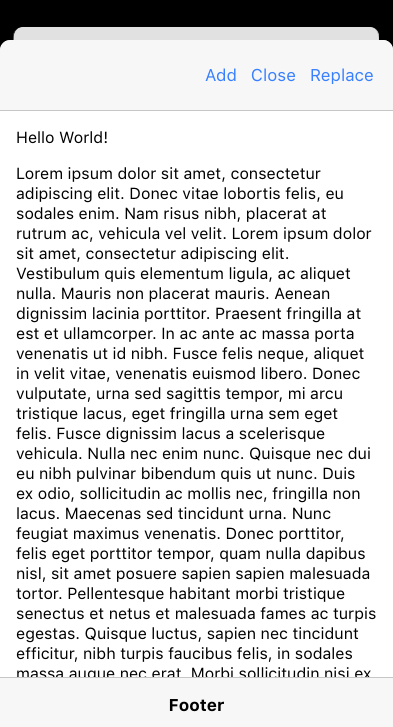 Add Close Replace
Hello World!
Lorem ipsum dolor sit amet, consectetur
adipiscing elit. Donec vitae lobortis felis, eu
sodales enim. Nam risus nibh, placerat at
rutrum ac, vehicula vel velit. Lorem ipsum dolor
sit amet, consectetur adipiscing elit.
Vestibulum quis elementum ligula, ac aliquet
nulla. Mauris non placerat mauris. Aenean
dignissim lacinia porttitor. Praesent fringilla at
est et ullamcorper. In ac ante ac massa porta
venenatis ut id nibh. Fusce felis neque, aliquet
in velit vitae, venenatis euismod libero. Donec
vulputate, urna sed sagittis tempor, mi arcu
tristique lacus, eget fringilla urna sem eget
felis. Fusce dignissim lacus a scelerisque
vehicula. Nulla nec enim nunc. Quisque nec dui
eu nibh pulvinar bibendum quis ut nunc. Duis
ex odio, sollicitudin ac mollis nec, fringilla non
lacus. Maecenas sed tincidunt urna. Nunc
feugiat maximus venenatis. Donec porttitor,
felis eget porttitor tempor, quam nulla dapibus
nisl, sit amet posuere sapien sapien malesuada
tortor. Pellentesque habitant morbi tristique
senectus et netus et malesuada fames ac turpis
egestas. Quisque luctus, sapien nec tincidunt
efficitur, nibh turpis faucibus felis, in sodales
massa augue nec erat. Morbi sollicitudin nisi ex
Footer